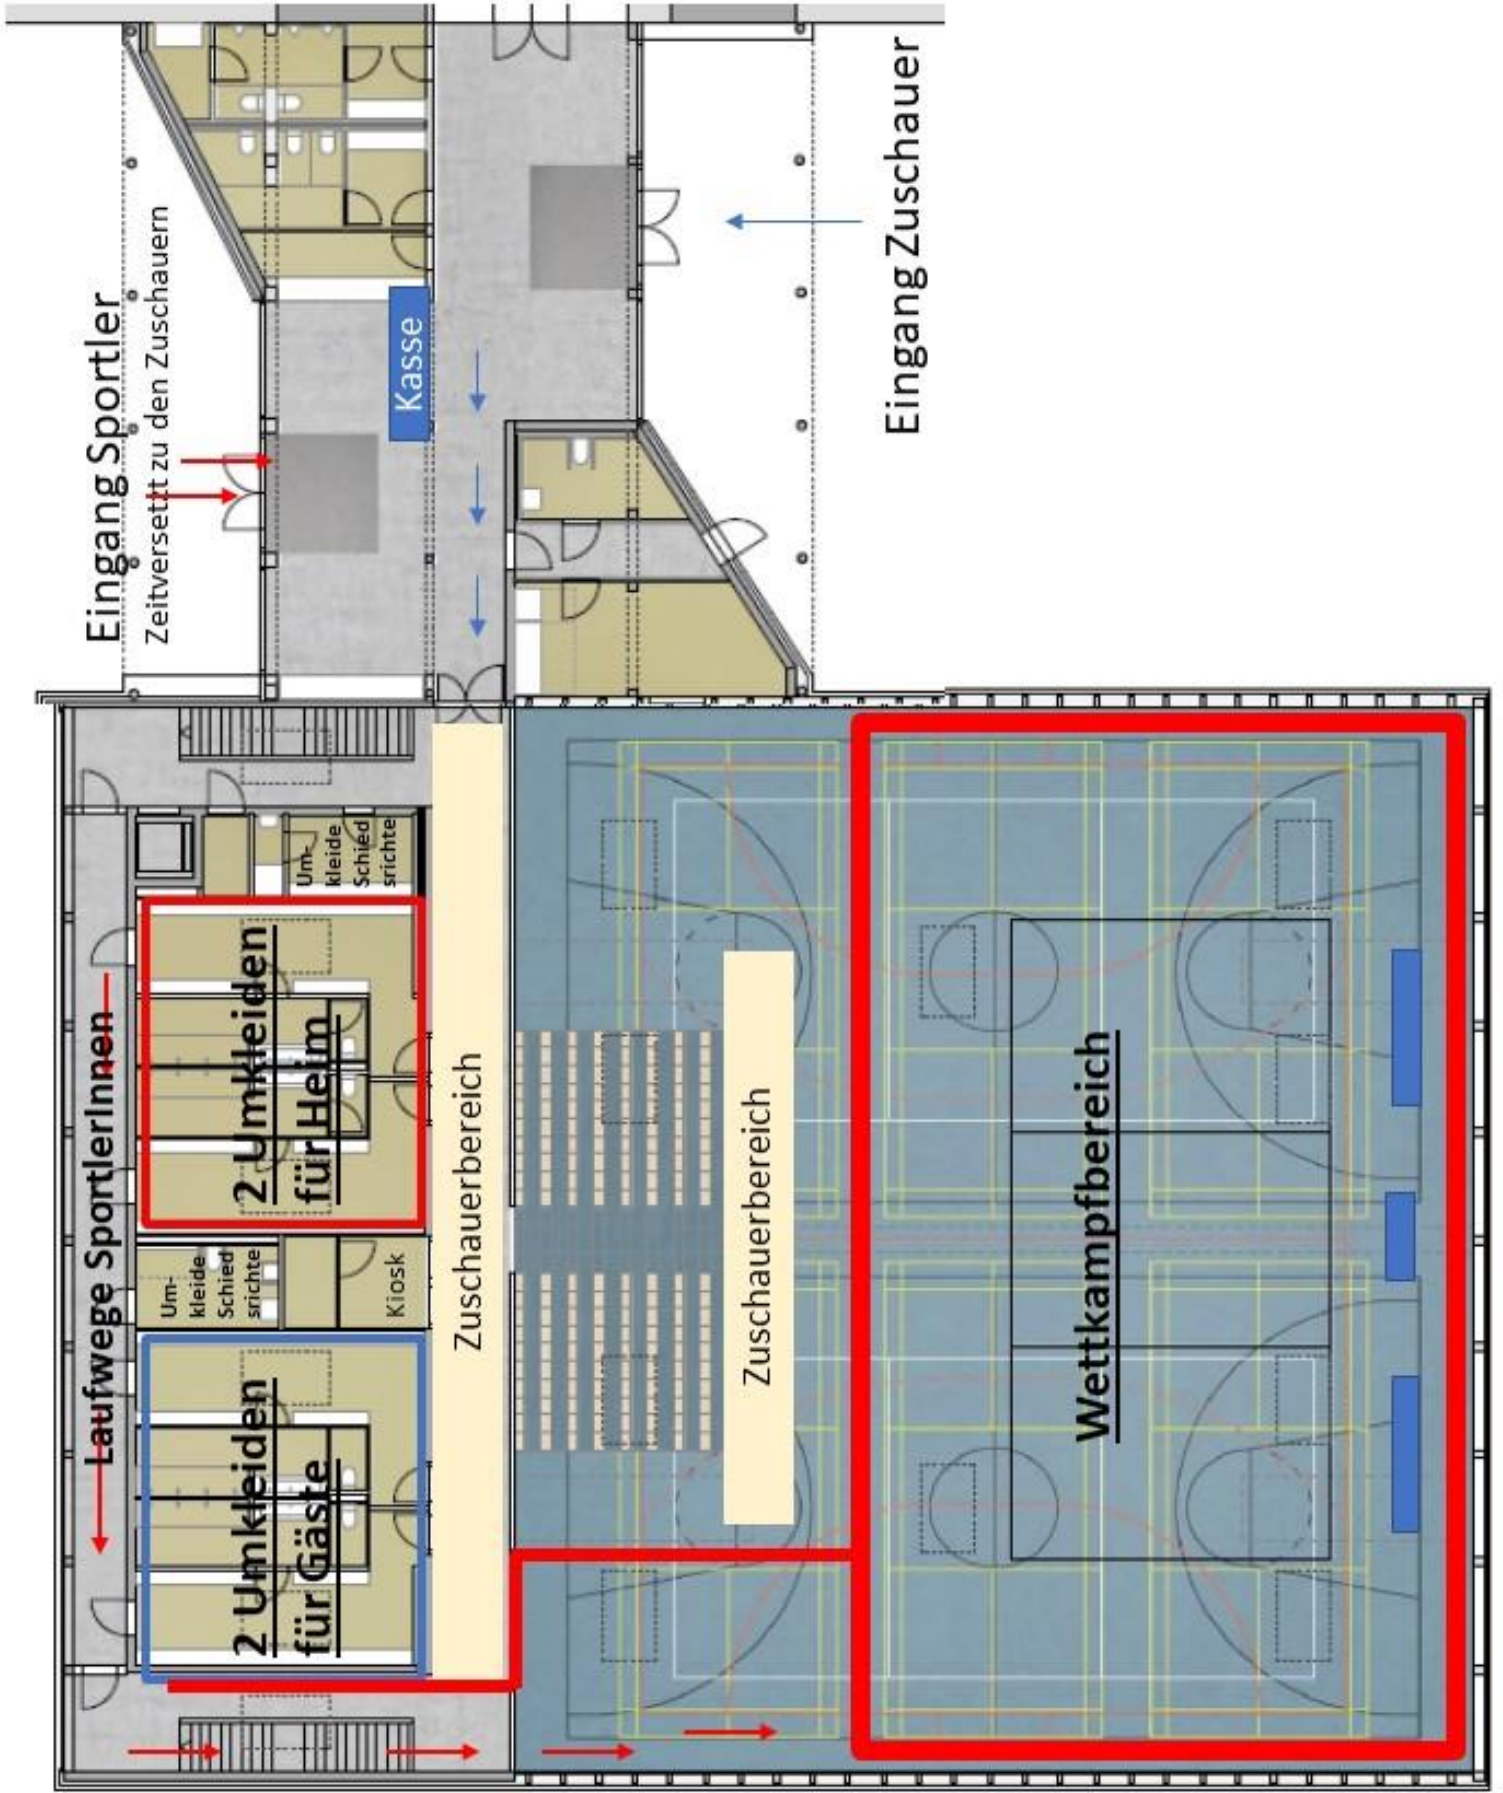 Eingang Sportler
Zeitversetzt zu den Zuschauern
Kasse
Eingang Zuschauer
Laufwege SportlerInnen
Um-
kleide
Schied
srichte
2 Umkleiden
für Heim
Um-
kleide
Schied
srichte
Kiosk
2 Umkleiden
für Gäste
Zuschauerbereich
Zuschauerbereich
Wettkampfbereich